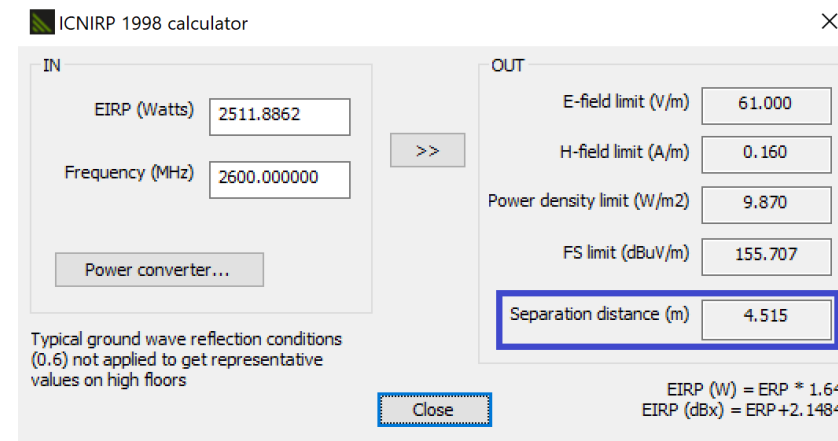 ICNIRP 1998 calculator
IN
EIRP (Watts) 2511.8862
Frequency (MHz) 2600.000000
Power converter...
>>
OUT
E-field limit (V/m) 61.000
H-field limit (A/m) 0.160
Power density limit (W/m2) 9.870
FS limit (dBuV/m) 155.707
Separation distance (m) 4.515
Typical ground wave reflection conditions
(0.6) not applied to get representative
values on high floors
Close
EIRP (W) = ERP * 1.64
EIRP (dBx) = ERP+2.1484